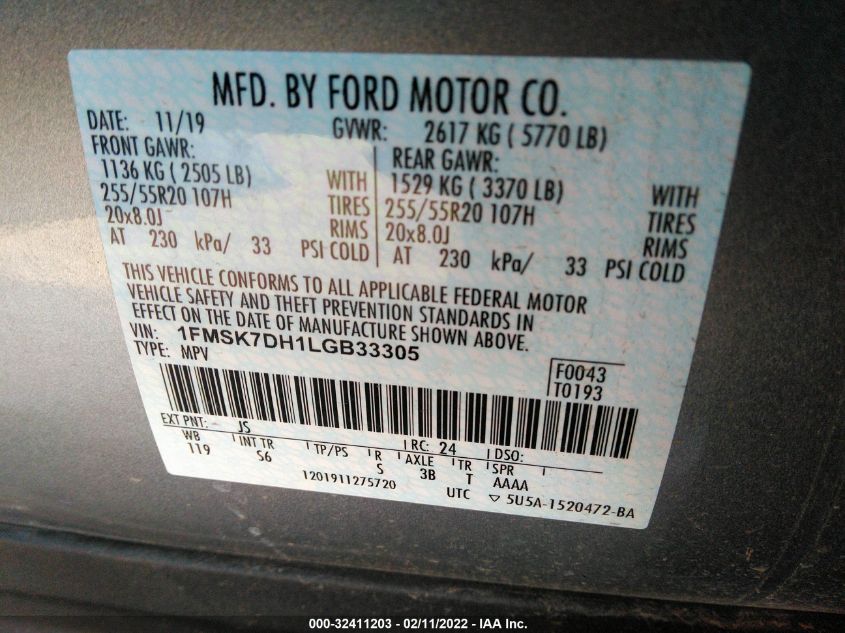 MFD. BY FORD MOTOR CO.
DATE: 11/19 GVWR: 2617 KG ( 5770 LB)
FRONT GAWR: REAR GAWR:
1136 KG ( 2505 LB) WITH 1529 KG ( 3370 LB) WITH
255/55R20 107H TIRES 255/55R20 107H TIRES
20x8.0J RIMS 20x8.0J RIMS
AT 230 kPa/ 33 PSI COLD AT 230 kPa/ 33 PSI COLD
THIS VEHICLE CONFORMS TO ALL APPLICABLE FEDERAL MOTOR
VEHICLE SAFETY AND THEFT PREVENTION STANDARDS IN
EFFECT ON THE DATE OF MANUFACTURE SHOWN ABOVE.
VIN: 1FMSK7DH1LGB33305
TYPE: MPV
F0043
T0193
EXT PNT: JS RC: 24 DSO:
WB INT TR TP/PS R AXLE TR SPR
119 S6 S 3B T AAAA
1201911275720 UTC ▽ 5U5A-1520472-BA
000-32411203 - 02/11/2022 - IAA Inc.